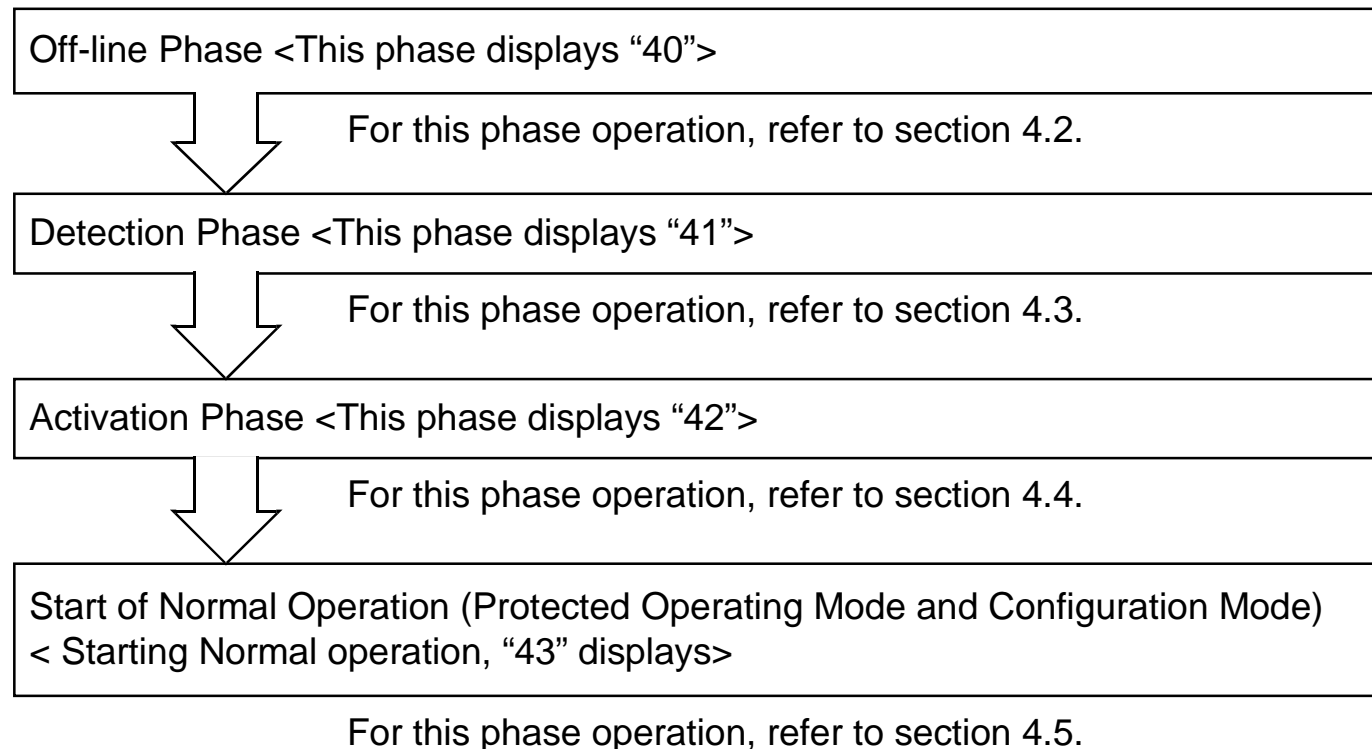 Off-line Phase <This phase displays “40”>
For this phase operation, refer to section 4.2.
Detection Phase <This phase displays “41”>
For this phase operation, refer to section 4.3.
Activation Phase <This phase displays “42”>
For this phase operation, refer to section 4.4.
Start of Normal Operation (Protected Operating Mode and Configuration Mode)
< Starting Normal operation, “43” displays>
For this phase operation, refer to section 4.5.